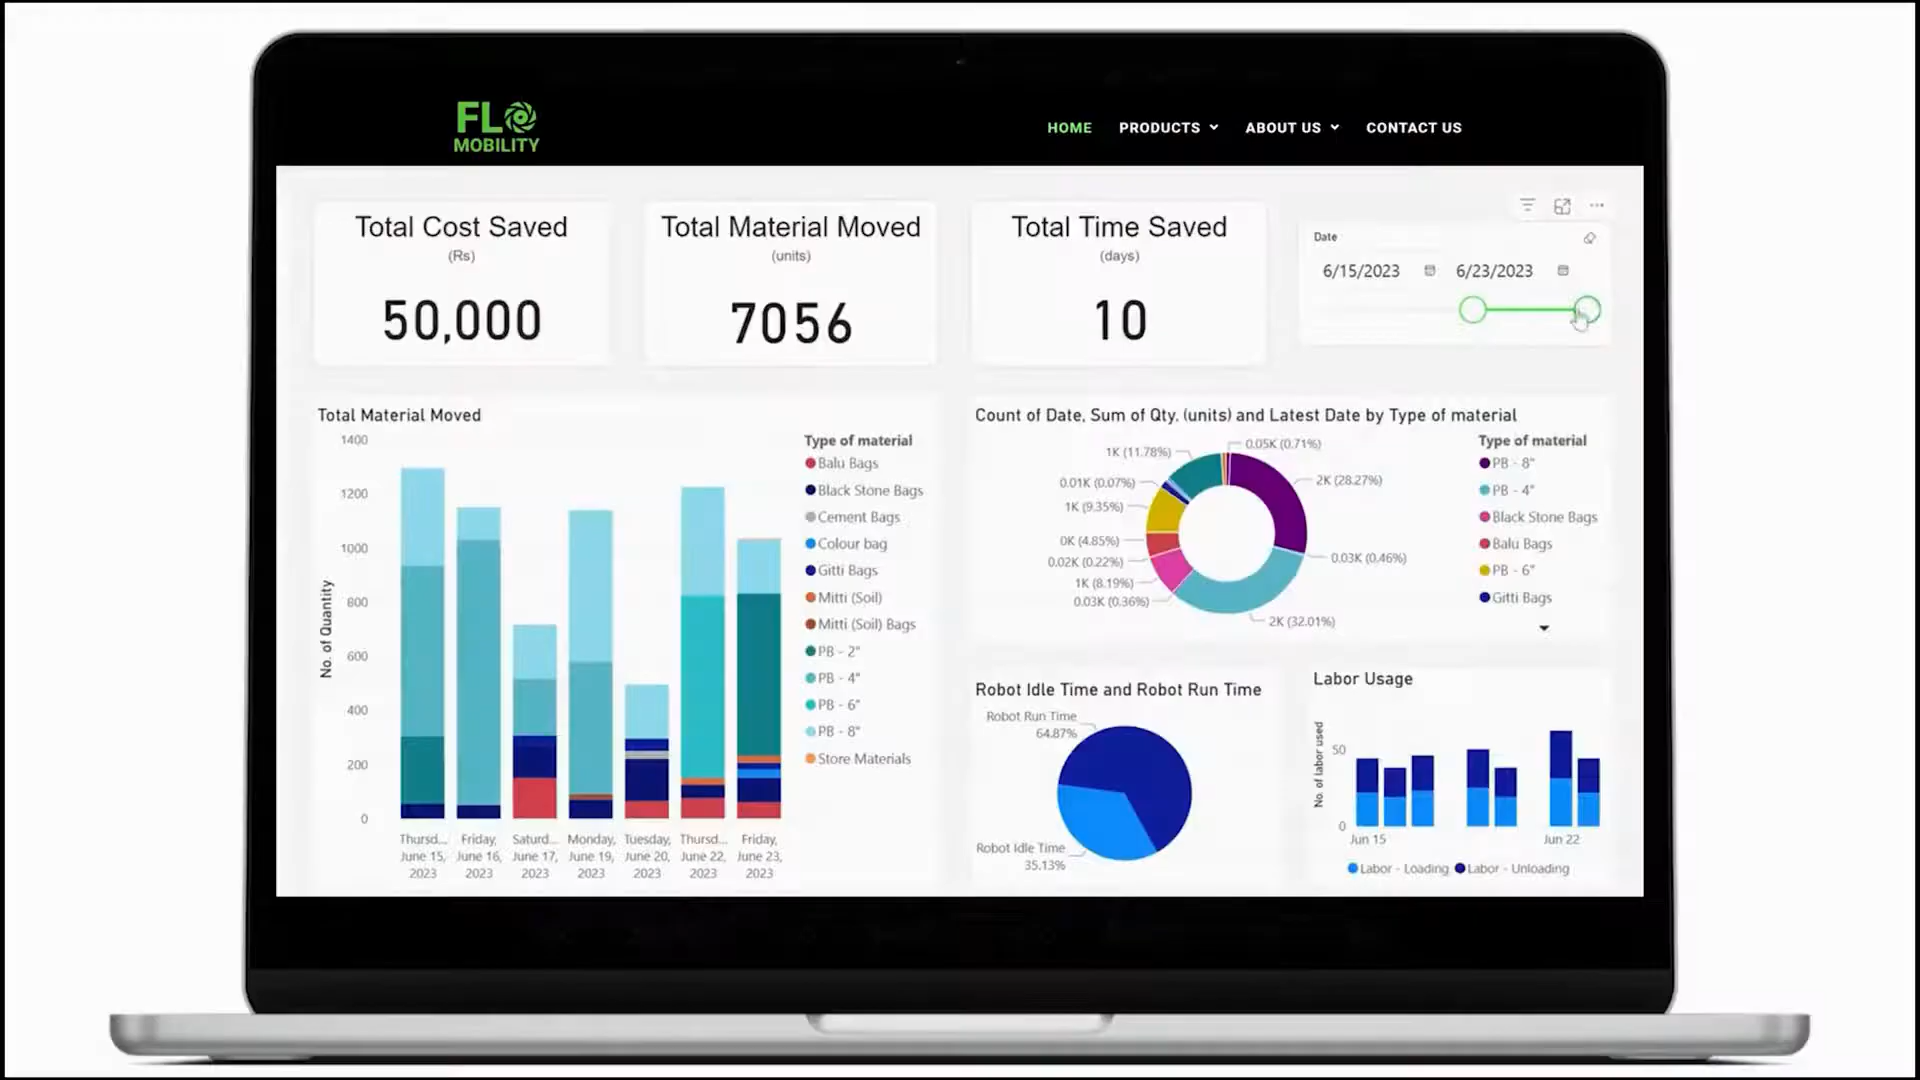 FLO
MOBILITY
HOME PRODUCTS ABOUT US CONTACT US
Total Cost Saved
(Rs)
50,000
Total Material Moved
(units)
7056
Total Time Saved
(days)
10
Date
6/15/2023 6/23/2023
Total Material Moved
No. of Quantity
1400
1200
1000
800
600
400
200
0
Thursd... June 15, 2023
Friday, June 16, 2023
Saturd... June 17, 2023
Monday, June 19, 2023
Tuesday, June 20, 2023
Thursd... June 22, 2023
Friday, June 23, 2023
Type of material
Balu Bags
Black Stone Bags
Cement Bags
Colour bag
Gitti Bags
Mitti (Soil)
Mitti (Soil) Bags
PB - 2"
PB - 4"
PB - 6"
PB - 8"
Store Materials
Count of Date, Sum of Qty. (units) and Latest Date by Type of material
0.05K (0.71%)
2K (28.27%)
0.03K (0.46%)
2K (32.01%)
0.03K (0.36%)
1K (8.19%)
0.02K (0.22%)
0K (4.85%)
1K (9.35%)
0.01K (0.07%)
1K (11.78%)
Type of material
PB - 8"
PB - 4"
Black Stone Bags
Balu Bags
PB - 6"
Gitti Bags
Robot Idle Time and Robot Run Time
Robot Run Time
64.87%
Robot Idle Time
35.13%
Labor Usage
No. of labor used
50
0
Jun 15 Jun 22
Labor - Loading Labor - Unloading